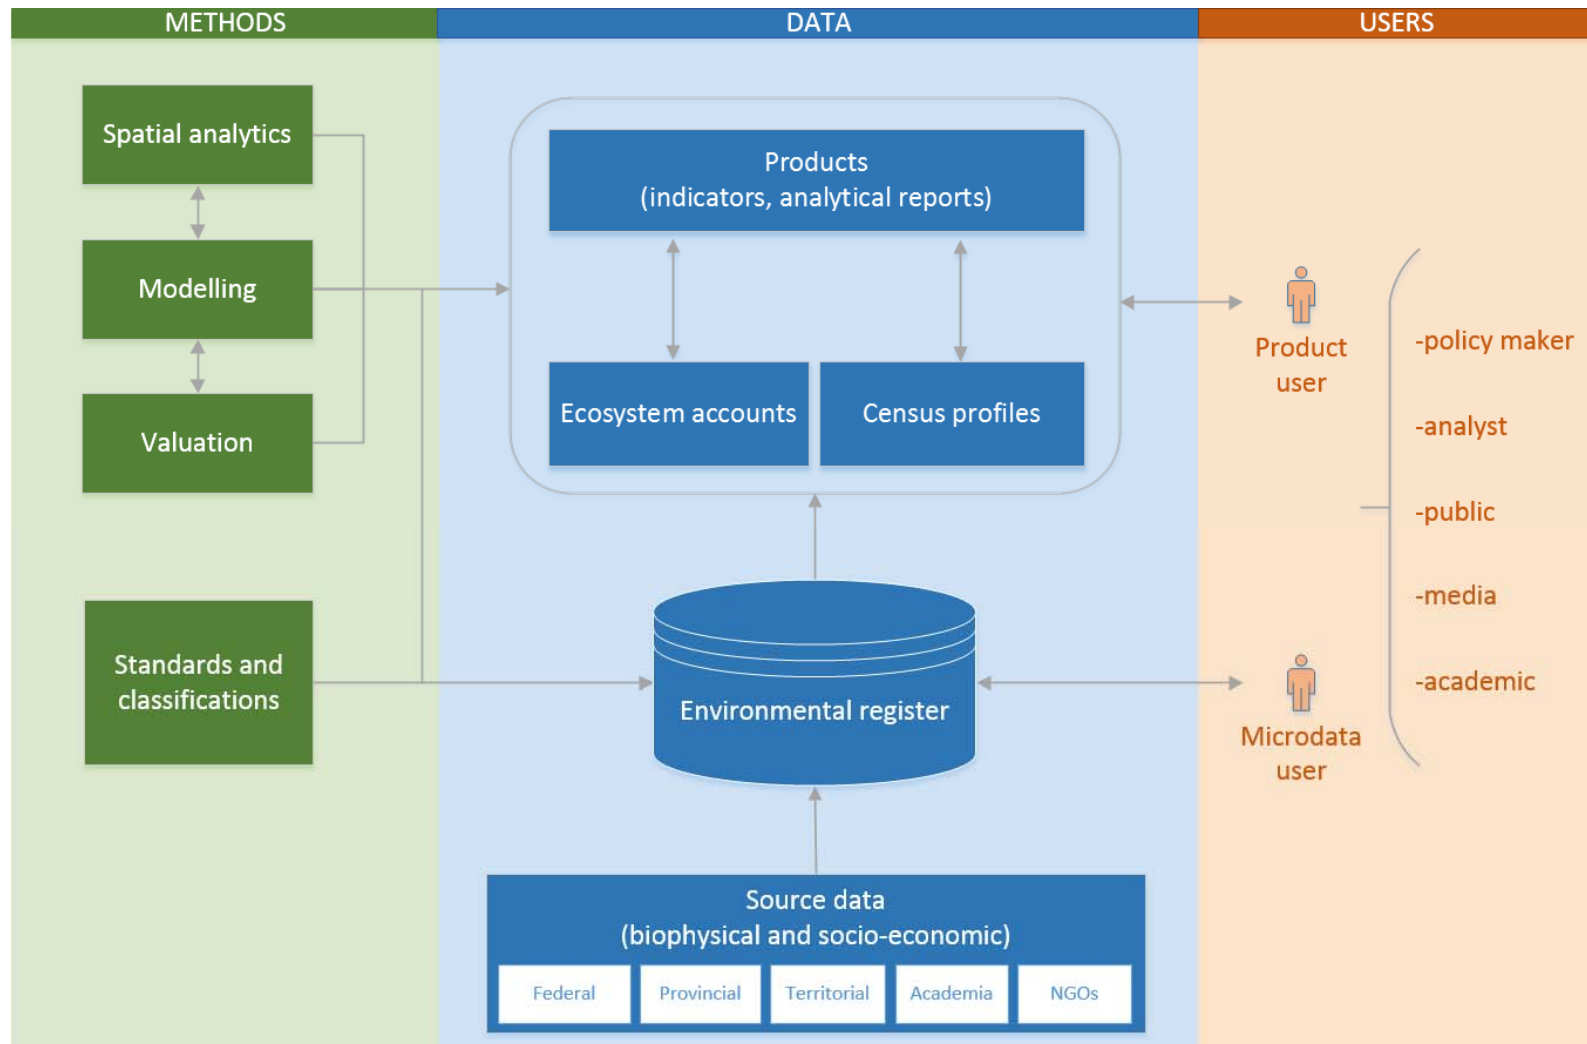 METHODS
DATA
USERS
Spatial analytics
Modelling
Valuation
Standards and
classifications
Products
(indicators, analytical reports)
Ecosystem accounts
Census profiles
Environmental register
Source data
(biophysical and socio-economic)
Federal
Provincial
Territorial
Academia
NGOs
Product
user
Microdata
user
-policy maker
-analyst
-public
-media
-academic